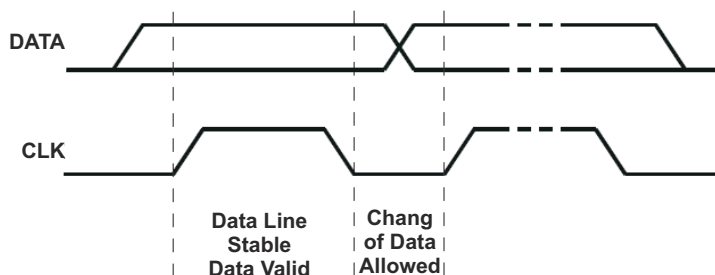 DATA
CLK
Data Line
Stable
Data Valid
Chang
of Data
Allowed